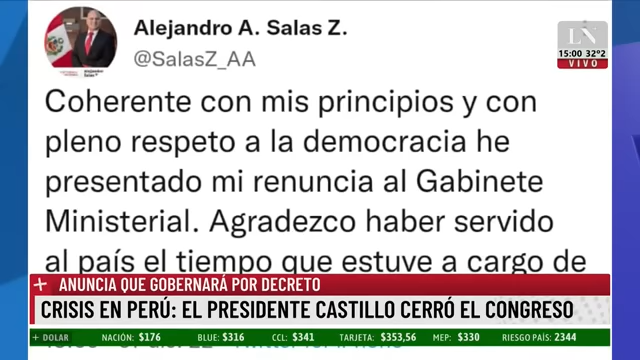 Alejandro A. Salas Z.
@SalasZ_AA
LN
15:00 32º2
VIVO
Coherente con mis principios y con
pleno respeto a la democracia he
presentado mi renuncia al Gabinete
Ministerial. Agradezco haber servido
al país el tiempo que estuve a cargo de
+ ANUNCIA QUE GOBERNARÁ POR DECRETO
CRISIS EN PERÚ: EL PRESIDENTE CASTILLO CERRÓ EL CONGRESO
+ DOLAR NACIÓN: $176 BLUE: $316 CCL: $341 TARJETA: $353,56 MEP: $330 RIESGO PAÍS: 2344